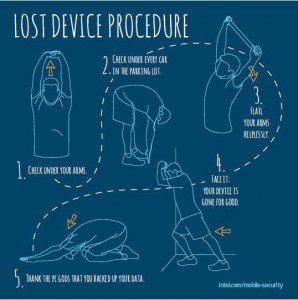 LOST DEVICE PROCEDURE
1. CHECK UNDER YOUR ARMS.
2. CHECK UNDER EVERY CAR
IN THE PARKING LOT.
3.
FLAIL
YOUR ARMS
HELPLESSLY.
4.
FACE IT:
YOUR DEVICE IS
GONE FOR GOOD.
5. THANK THE PC GODS THAT YOU BACKED UP YOUR DATA.
intel.com/mobile-security